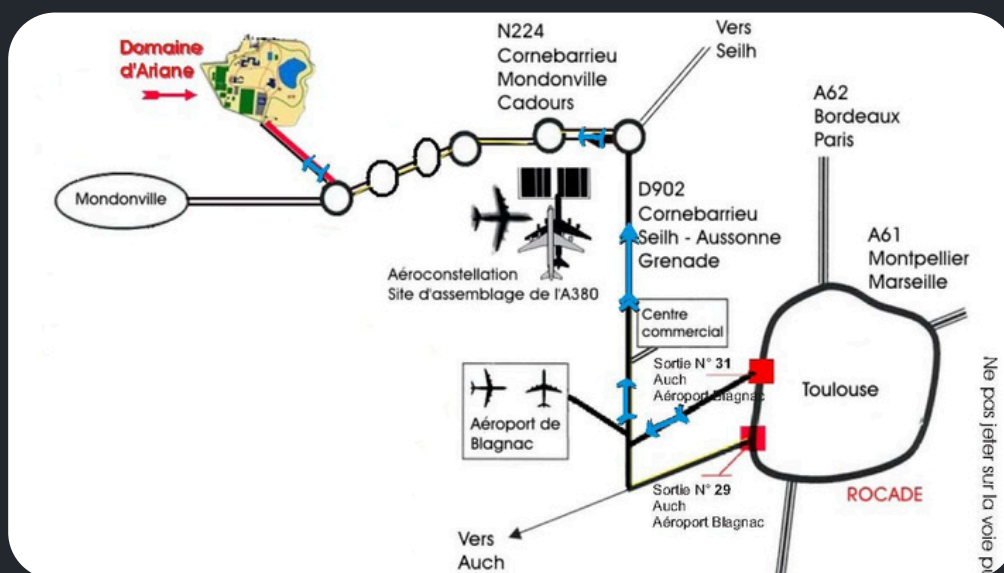 Domaine
d'Ariane
N224
Cornebarrieu
Mondonville
Cadours
Vers
Seilh
A62
Bordeaux
Paris
Mondonville
D902
Cornebarrieu
Seilh - Aussonne
Grenade
A61
Montpellier
Marseille
Aéroconstellation
Site d'assemblage de l'A380
Centre
commercial
Sortie N° 31
Auch
Aéroport Blagnac
Toulouse
Aéroport de
Blagnac
Sortie N° 29
Auch
Aéroport Blagnac
ROCADE
Vers
Auch
Ne pas jeter sur la voie pu